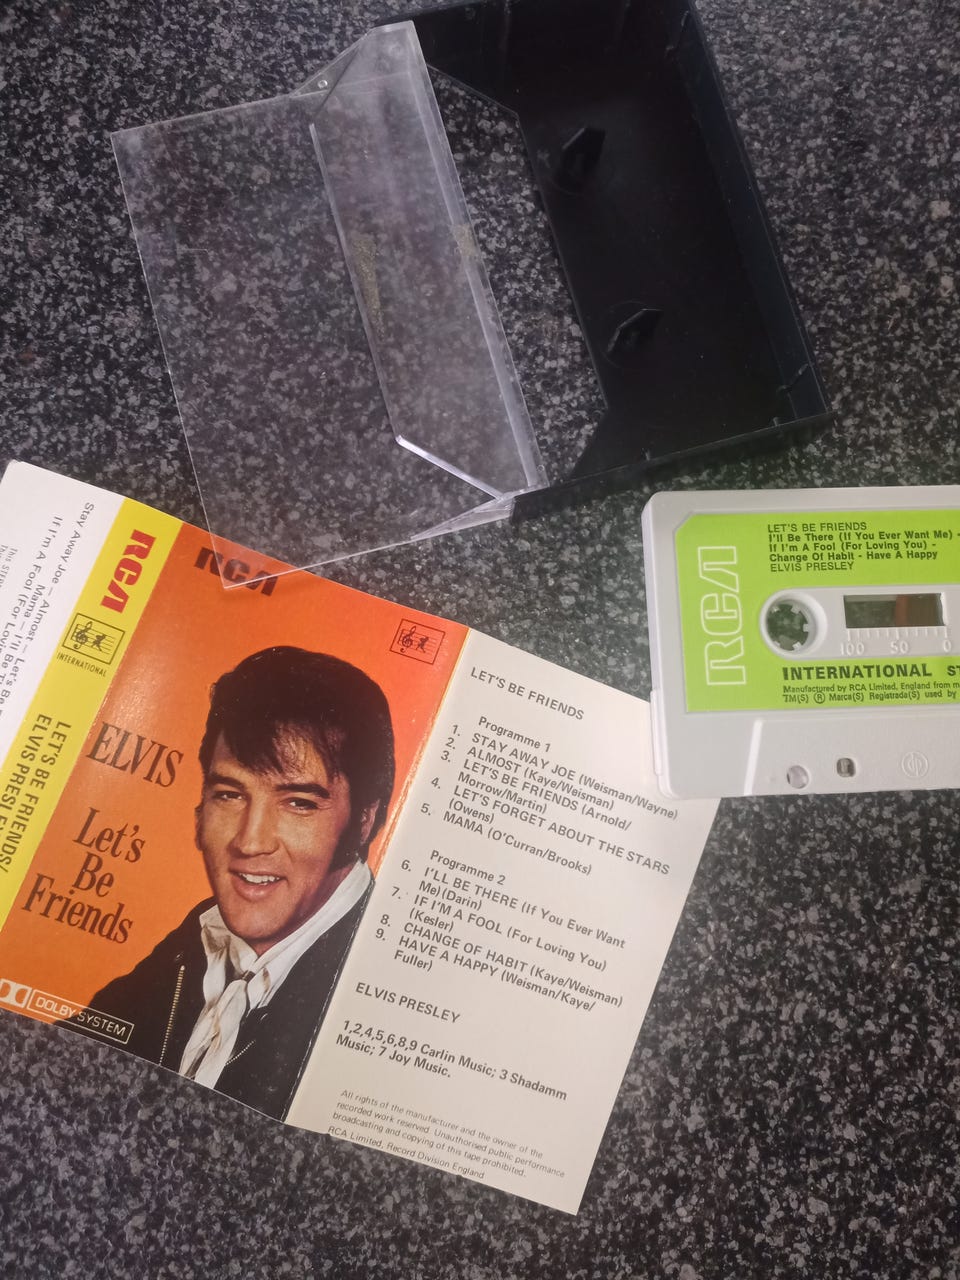 Stay Away Joe – Almost – Let's Be
If I'm A Mama – I'll Be
A Fool (For Lovin
RCA
INTERNATIONAL
LET'S BE FRIENDS/
ELVIS PRESLEY
RCA
ELVIS
Let's
Be
Friends
DOLBY SYSTEM
LET'S BE FRIENDS
Programme 1
1. STAY AWAY JOE (Weisman/Wayne)
2. ALMOST (Kaye/Weisman)
3. LET'S BE FRIENDS (Arnold/
Morrow/Martin)
4. LET'S FORGET ABOUT THE STARS
(Owens)
5. MAMA (O'Curran/Brooks)
Programme 2
6. I'LL BE THERE (If You Ever Want
Me) (Darin)
7. IF I'M A FOOL (For Loving You)
(Kesler)
8. CHANGE OF HABIT (Kaye/Weisman)
9. HAVE A HAPPY (Weisman/Kaye/
Fuller)
ELVIS PRESLEY
1,2,4,5,6,8,9 Carlin Music; 3 Shadamm
Music; 7 Joy Music.
All rights of the manufacturer and the owner of the
recorded work reserved. Unauthorised public performance
broadcasting and copying of this tape prohibited.
RCA Limited, Record Division England
RCA
LET'S BE FRIENDS
I'll Be There (If You Ever Want Me) -
If I'm A Fool (For Loving You) -
Change Of Habit - Have A Happy
ELVIS PRESLEY
100 50 0
INTERNATIONAL ST
Manufactured by RCA Limited, England from m
TM(S) ® Marca(S) Registrada(S) used by